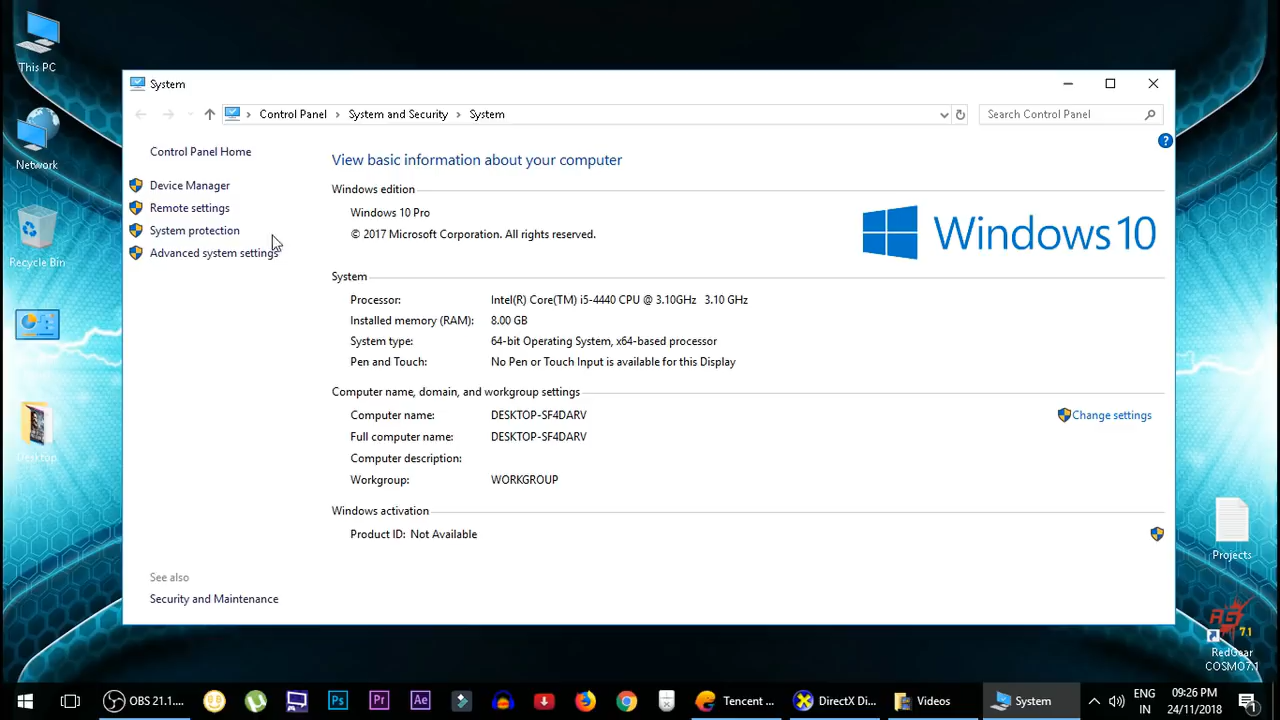 This PC
Network
Recycle Bin
Desktop
System
Control Panel > System and Security > System
Search Control Panel
Control Panel Home
Device Manager
Remote settings
System protection
Advanced system settings
See also
Security and Maintenance
View basic information about your computer
Windows edition
Windows 10 Pro
© 2017 Microsoft Corporation. All rights reserved.
Windows 10
System
Processor: Intel(R) Core(TM) i5-4440 CPU @ 3.10GHz 3.10 GHz
Installed memory (RAM): 8.00 GB
System type: 64-bit Operating System, x64-based processor
Pen and Touch: No Pen or Touch Input is available for this Display
Computer name, domain, and workgroup settings
Computer name: DESKTOP-SF4DARV
Change settings
Full computer name: DESKTOP-SF4DARV
Computer description:
Workgroup: WORKGROUP
Windows activation
Product ID: Not Available
Projects
7.1
RedGear
COSMO7.1
OBS 21.1....
Ps
Pr
Ae
Tencent ...
DirectX Di...
Videos
System
ENG
IN
09:26 PM
24/11/2018
1